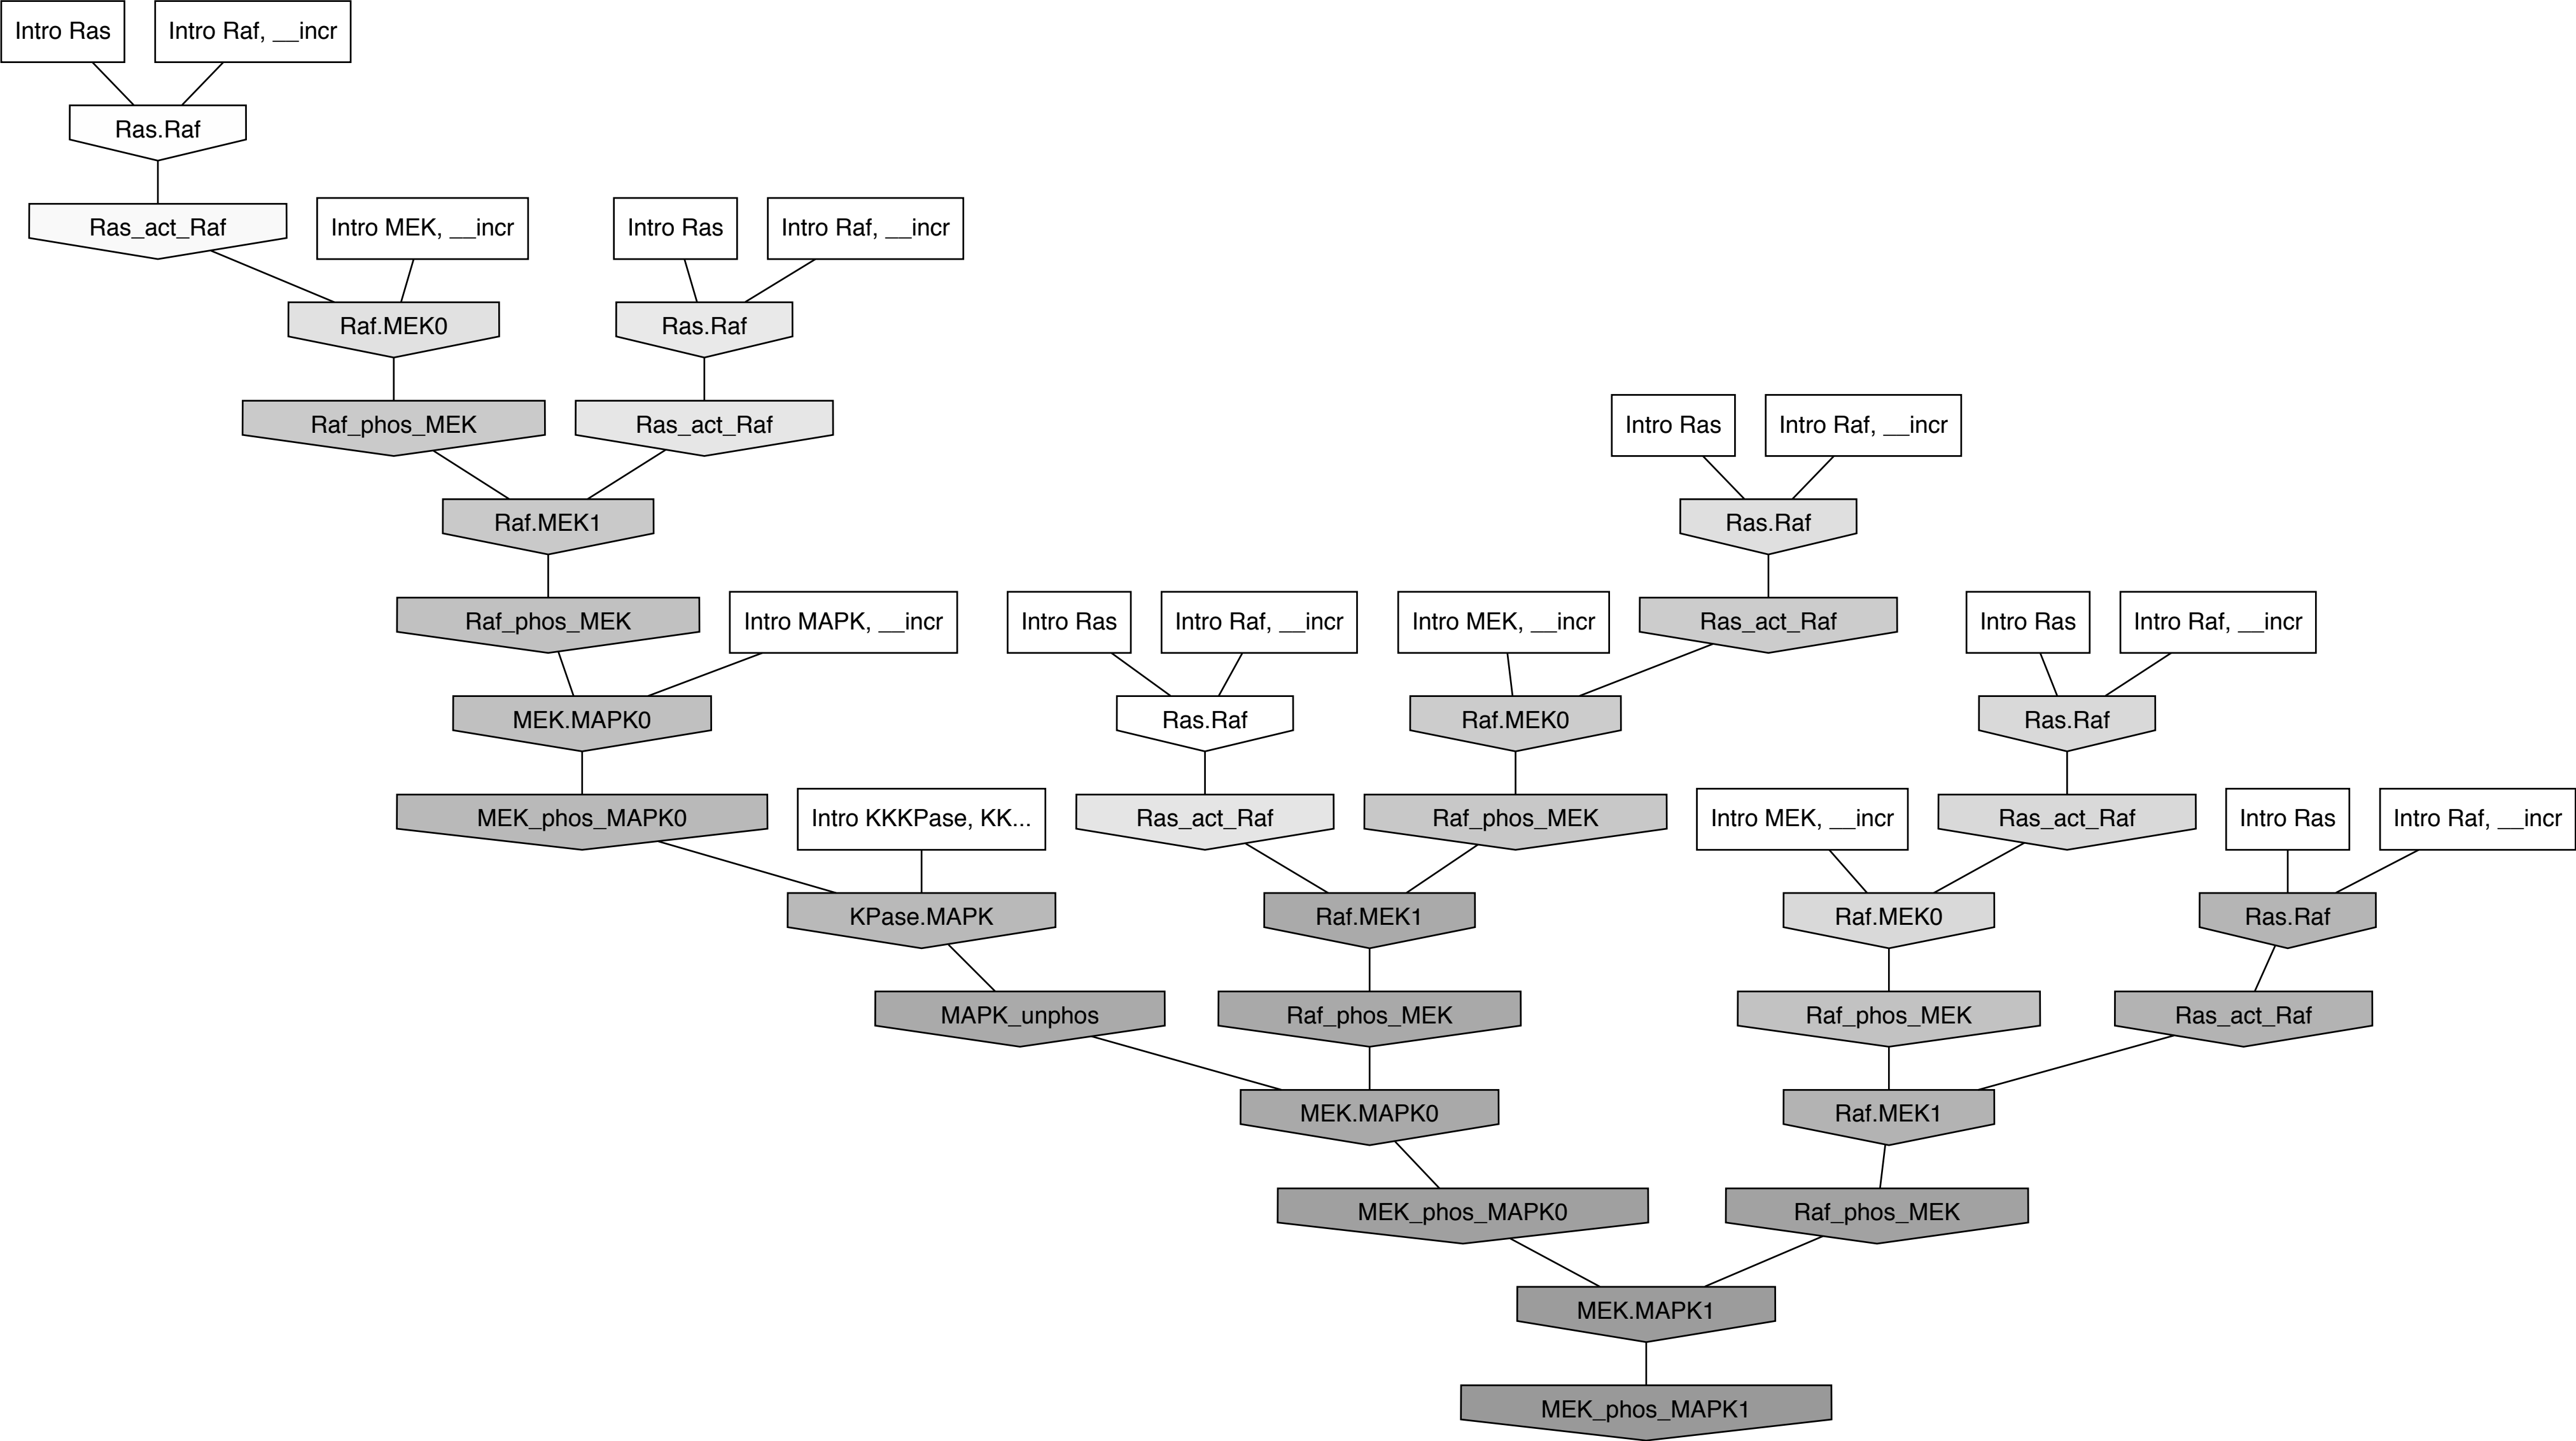 Intro Ras
Intro Raf, __incr
Ras.Raf
Ras_act_Raf
Intro MEK, __incr
Intro Ras
Intro Raf, __incr
Raf.MEK0
Ras.Raf
Raf_phos_MEK
Ras_act_Raf
Intro Ras
Intro Raf, __incr
Raf.MEK1
Ras.Raf
Raf_phos_MEK
Intro MAPK, __incr
Intro Ras
Intro Raf, __incr
Intro MEK, __incr
Ras_act_Raf
Intro Ras
Intro Raf, __incr
MEK.MAPK0
Ras.Raf
Raf.MEK0
Ras.Raf
MEK_phos_MAPK0
Intro KKKPase, KK...
Ras_act_Raf
Raf_phos_MEK
Intro MEK, __incr
Ras_act_Raf
Intro Ras
Intro Raf, __incr
KPase.MAPK
Raf.MEK1
Raf.MEK0
Ras.Raf
MAPK_unphos
Raf_phos_MEK
Raf_phos_MEK
Ras_act_Raf
MEK.MAPK0
Raf.MEK1
MEK_phos_MAPK0
Raf_phos_MEK
MEK.MAPK1
MEK_phos_MAPK1